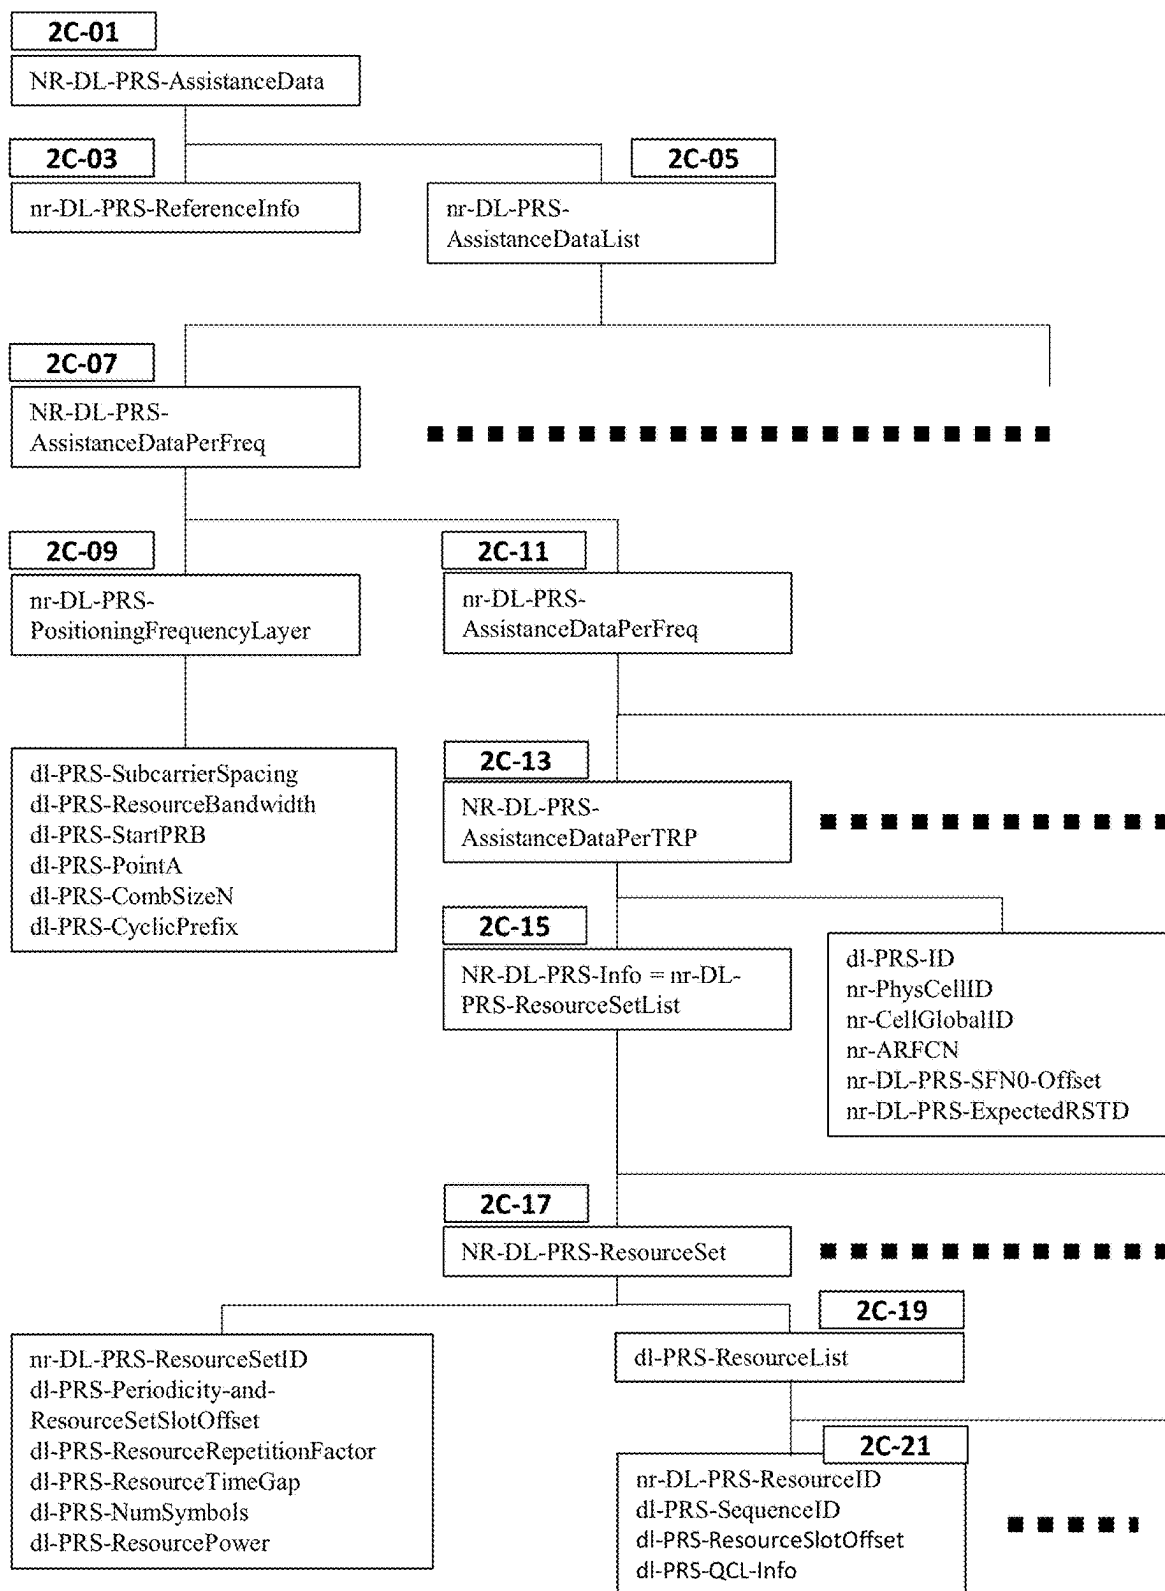 2C-01
NR-DL-PRS-AssistanceData
2C-03
nr-DL-PRS-ReferenceInfo
2C-05
nr-DL-PRS-
AssistanceDataList
2C-07
NR-DL-PRS-
AssistanceDataPerFreq
2C-09
nr-DL-PRS-
PositioningFrequencyLayer
2C-11
nr-DL-PRS-
AssistanceDataPerFreq
dl-PRS-SubcarrierSpacing
dl-PRS-ResourceBandwidth
dl-PRS-StartPRB
dl-PRS-PointA
dl-PRS-CombSizeN
dl-PRS-CyclicPrefix
2C-13
NR-DL-PRS-
AssistanceDataPerTRP
2C-15
NR-DL-PRS-Info = nr-DL-
PRS-ResourceSetList
dl-PRS-ID
nr-PhysCellID
nr-CellGlobalID
nr-ARFCN
nr-DL-PRS-SFN0-Offset
nr-DL-PRS-ExpectedRSTD
2C-17
NR-DL-PRS-ResourceSet
nr-DL-PRS-ResourceSetID
dl-PRS-Periodicity-and-
ResourceSetSlotOffset
dl-PRS-ResourceRepetitionFactor
dl-PRS-ResourceTimeGap
dl-PRS-NumSymbols
dl-PRS-ResourcePower
2C-19
dl-PRS-ResourceList
2C-21
nr-DL-PRS-ResourceID
dl-PRS-SequenceID
dl-PRS-ResourceSlotOffset
dl-PRS-QCL-Info